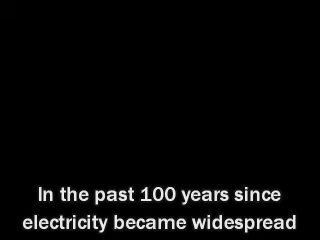 In the past 100 years since
electricity became widespread